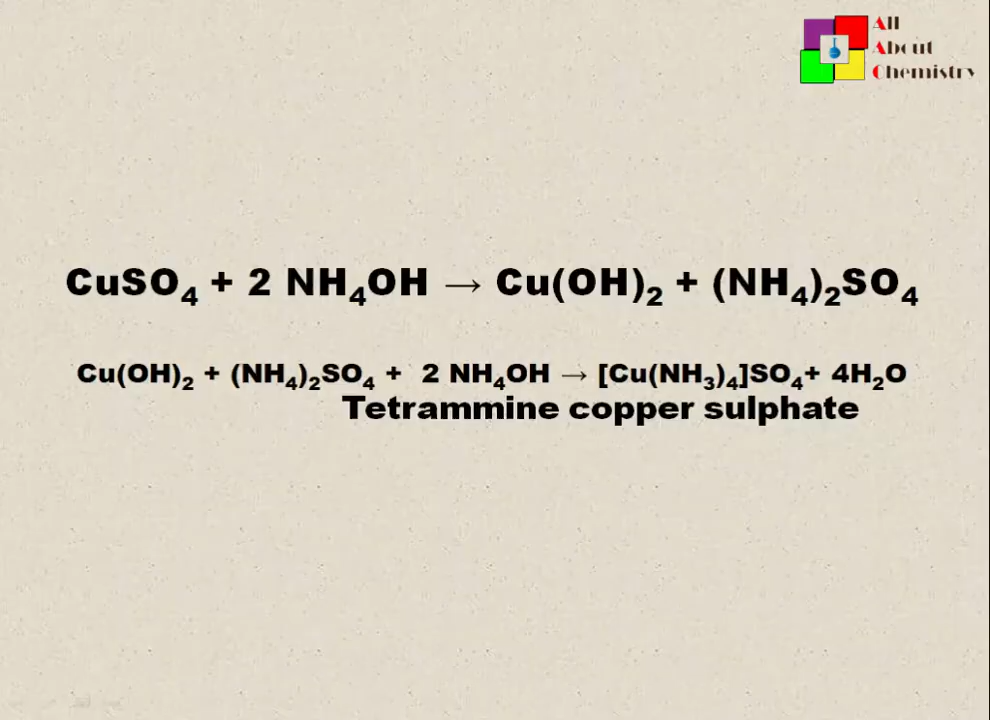 All
About
Chemistry
CuSO₄ + 2 NH₄OH → Cu(OH)₂ + (NH₄)₂SO₄
Cu(OH)₂ + (NH₄)₂SO₄ + 2 NH₄OH → [Cu(NH₃)₄]SO₄+ 4H₂O
Tetrammine copper sulphate